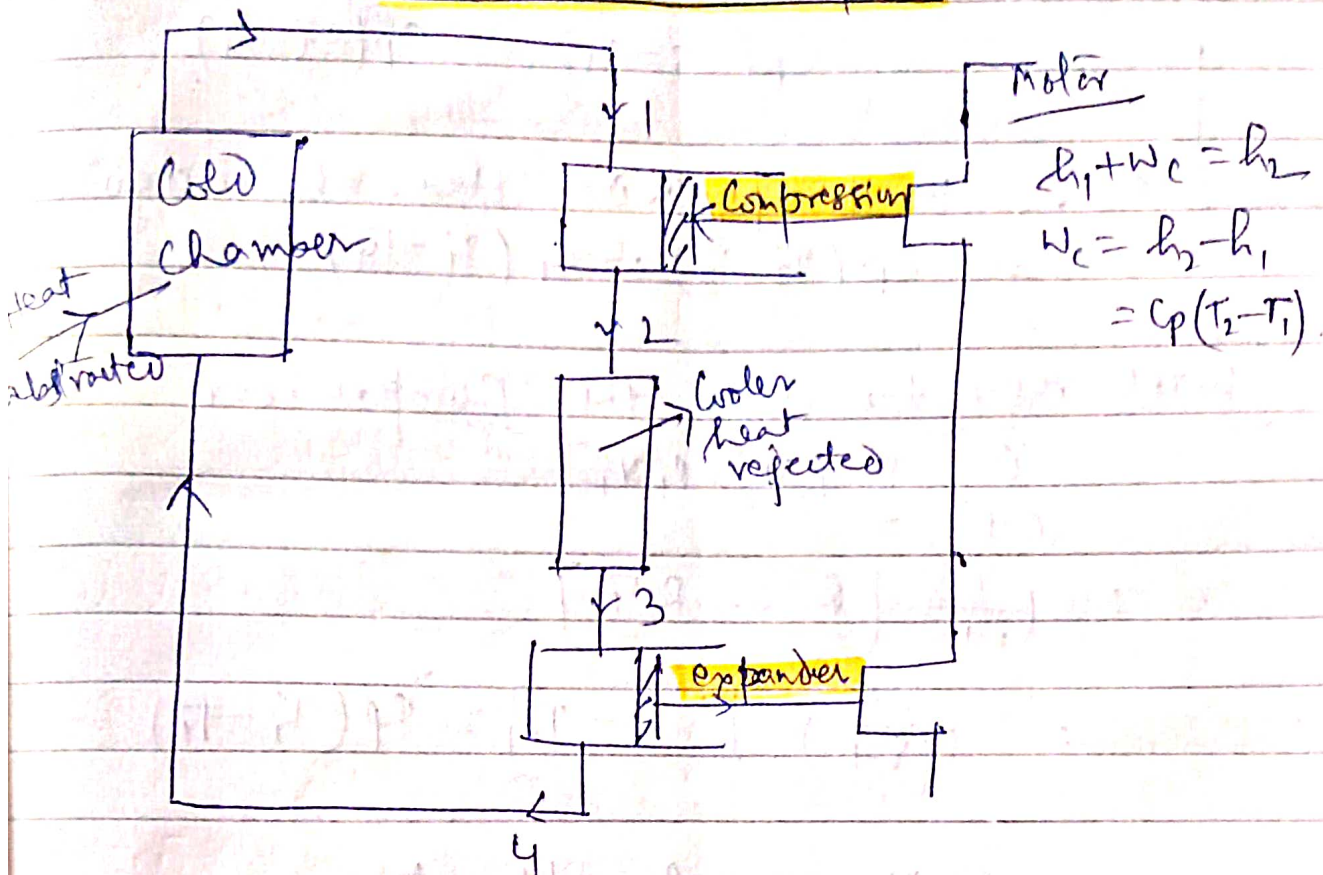 1
Motor
Cold
chamber
Compression
h₁ + Wc = h₂
Wc = h₂ - h₁
= Cp (T₂ - T₁)
heat
abstracted
2
Cooler
heat
rejected
3
expander
4